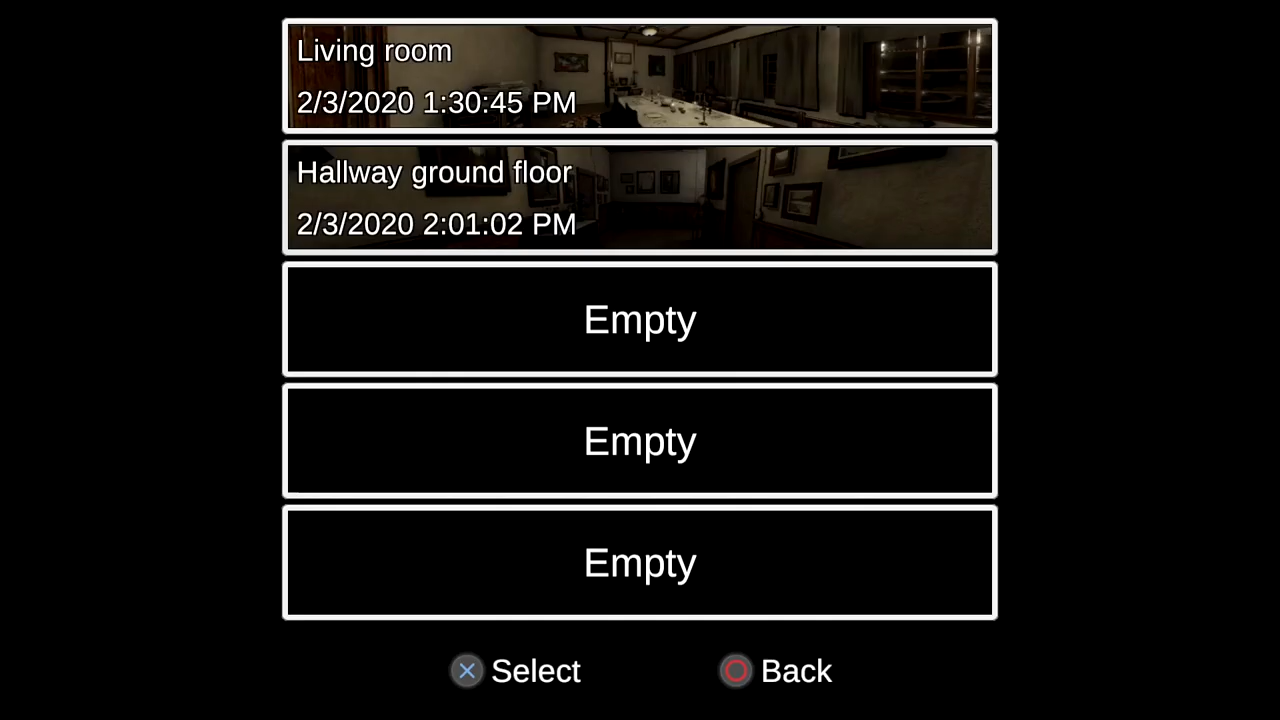 Living room
2/3/2020 1:30:45 PM
Hallway ground floor
2/3/2020 2:01:02 PM
Empty
Empty
Empty
Select
Back